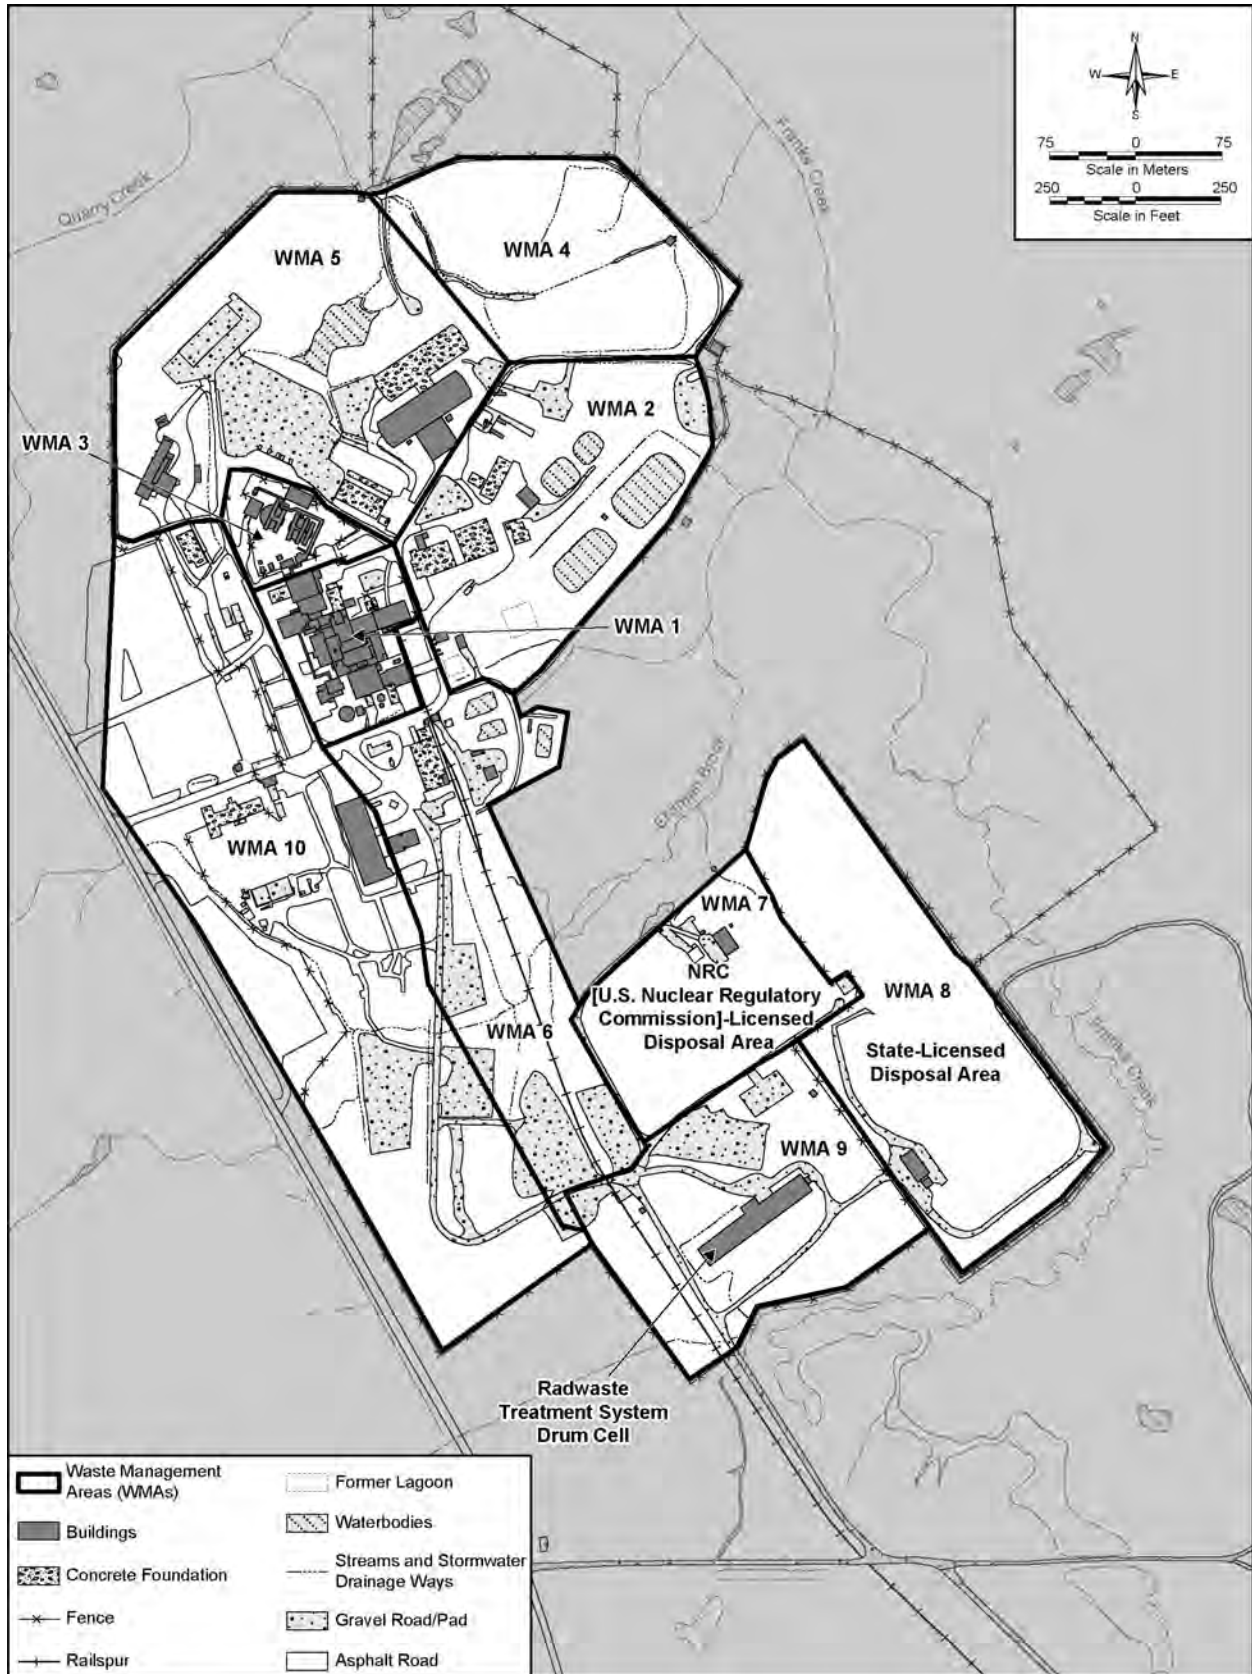 N
W E
S
75 0 75
Scale in Meters
250 0 250
Scale in Feet
Quarry Creek
Franks Creek
WMA 5
WMA 4
WMA 2
WMA 3
WMA 1
Erdman Brook
WMA 10
WMA 7
NRC
[U.S. Nuclear Regulatory
Commission]-Licensed
Disposal Area
WMA 8
State-Licensed
Disposal Area
WMA 6
Franks Creek
WMA 9
Radwaste
Treatment System
Drum Cell
Waste Management
Areas (WMAs)
Buildings
Concrete Foundation
Fence
Railspur
Former Lagoon
Waterbodies
Streams and Stormwater
Drainage Ways
Gravel Road/Pad
Asphalt Road